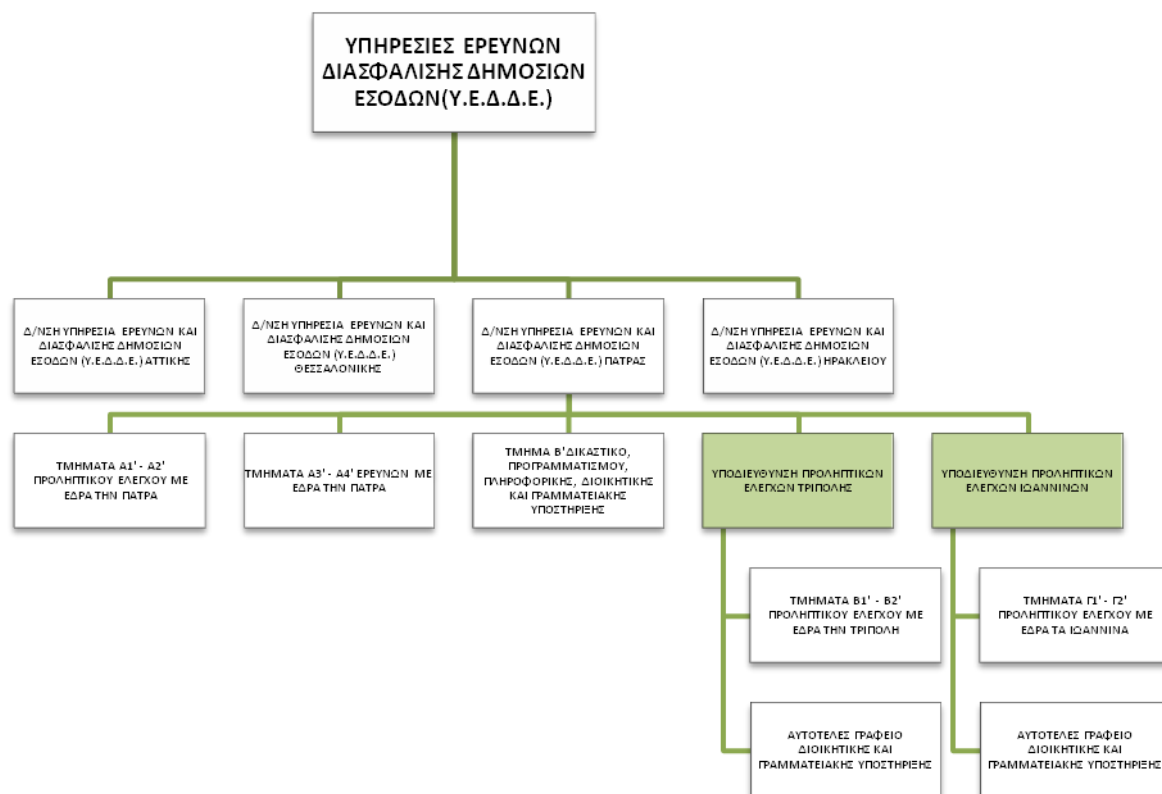 ΥΠΗΡΕΣΙΕΣ ΕΡΕΥΝΩΝ
ΔΙΑΣΦΑΛΙΣΗΣ ΔΗΜΟΣΙΩΝ
ΕΣΟΔΩΝ(Υ.Ε.Δ.Δ.Ε.)
Δ/ΝΣΗ ΥΠΗΡΕΣΙΑ ΕΡΕΥΝΩΝ ΚΑΙ
ΔΙΑΣΦΑΛΙΣΗΣ ΔΗΜΟΣΙΩΝ
ΕΣΟΔΩΝ (Υ.Ε.Δ.Δ.Ε.) ΑΤΤΙΚΗΣ
Δ/ΝΣΗ ΥΠΗΡΕΣΙΑ ΕΡΕΥΝΩΝ ΚΑΙ
ΔΙΑΣΦΑΛΙΣΗΣ ΔΗΜΟΣΙΩΝ
ΕΣΟΔΩΝ (Υ.Ε.Δ.Δ.Ε.)
ΘΕΣΣΑΛΟΝΙΚΗΣ
Δ/ΝΣΗ ΥΠΗΡΕΣΙΑ ΕΡΕΥΝΩΝ ΚΑΙ
ΔΙΑΣΦΑΛΙΣΗΣ ΔΗΜΟΣΙΩΝ
ΕΣΟΔΩΝ (Υ.Ε.Δ.Δ.Ε.) ΠΑΤΡΑΣ
Δ/ΝΣΗ ΥΠΗΡΕΣΙΑ ΕΡΕΥΝΩΝ ΚΑΙ
ΔΙΑΣΦΑΛΙΣΗΣ ΔΗΜΟΣΙΩΝ
ΕΣΟΔΩΝ (Υ.Ε.Δ.Δ.Ε.) ΗΡΑΚΛΕΙΟΥ
ΤΜΗΜΑΤΑ Α1' - Α2'
ΠΡΟΛΗΠΤΙΚΟΥ ΕΛΕΓΧΟΥ ΜΕ
ΕΔΡΑ ΤΗΝ ΠΑΤΡΑ
ΤΜΗΜΑΤΑ Α3' - Α4' ΕΡΕΥΝΩΝ ΜΕ
ΕΔΡΑ ΤΗΝ ΠΑΤΡΑ
ΤΜΗΜΑ Β'ΔΙΚΑΣΤΙΚΟ,
ΠΡΟΓΡΑΜΜΑΤΙΣΜΟΥ,
ΠΛΗΡΟΦΟΡΙΚΗΣ, ΔΙΟΙΚΗΤΙΚΗΣ
ΚΑΙ ΓΡΑΜΜΑΤΕΙΑΚΗΣ
ΥΠΟΣΤΗΡΙΞΗΣ
ΥΠΟΔΙΕΥΘΥΝΣΗ ΠΡΟΛΗΠΤΙΚΩΝ
ΕΛΕΓΧΩΝ ΤΡΙΠΟΛΗΣ
ΥΠΟΔΙΕΥΘΥΝΣΗ ΠΡΟΛΗΠΤΙΚΩΝ
ΕΛΕΓΧΩΝ ΙΩΑΝΝΙΝΩΝ
ΤΜΗΜΑΤΑ Β1' - Β2'
ΠΡΟΛΗΠΤΙΚΟΥ ΕΛΕΓΧΟΥ ΜΕ
ΕΔΡΑ ΤΗΝ ΤΡΙΠΟΛΗ
ΤΜΗΜΑΤΑ Γ1' - Γ2'
ΠΡΟΛΗΠΤΙΚΟΥ ΕΛΕΓΧΟΥ ΜΕ
ΕΔΡΑ ΤΑ ΙΩΑΝΝΙΝΑ
ΑΥΤΟΤΕΛΕΣ ΓΡΑΦΕΙΟ
ΔΙΟΙΚΗΤΙΚΗΣ ΚΑΙ
ΓΡΑΜΜΑΤΕΙΑΚΗΣ ΥΠΟΣΤΗΡΙΞΗΣ
ΑΥΤΟΤΕΛΕΣ ΓΡΑΦΕΙΟ
ΔΙΟΙΚΗΤΙΚΗΣ ΚΑΙ
ΓΡΑΜΜΑΤΕΙΑΚΗΣ ΥΠΟΣΤΗΡΙΞΗΣ